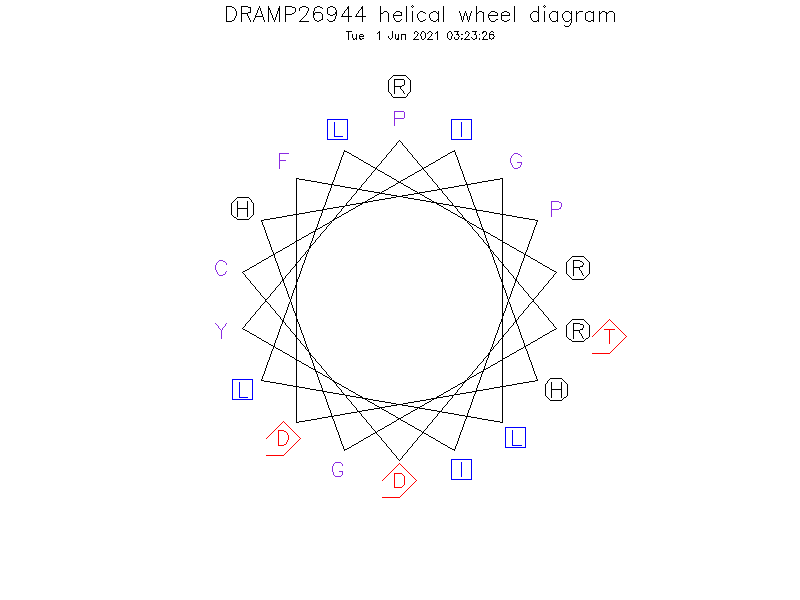 DRAMP26944 helical wheel diagram
Tue 1 Jun 2021 03:23:26
R
P
L I
F G
H P
C R
Y R T
L H
D L
G D I